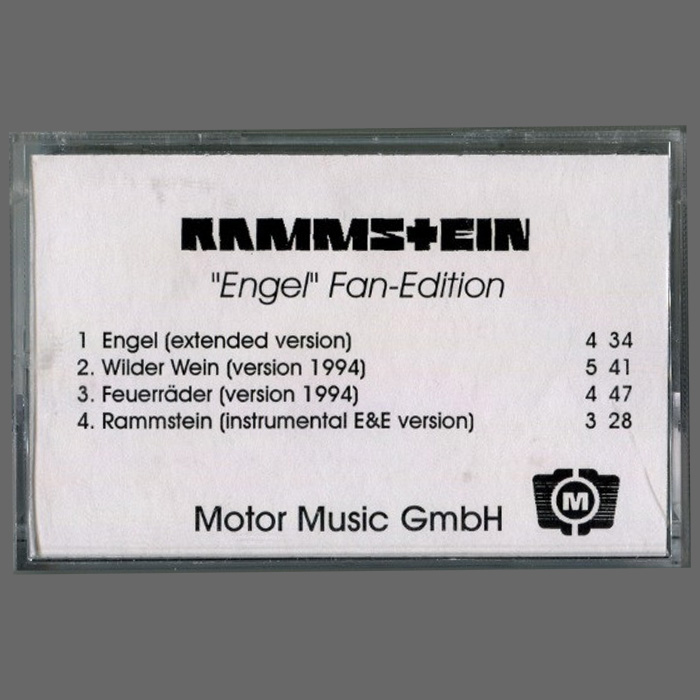 RAMMSTEIN
"Engel" Fan-Edition
1 Engel (extended version) 4 34
2. Wilder Wein (version 1994) 5 41
3. Feuerräder (version 1994) 4 47
4. Rammstein (instrumental E&E version) 3 28
Motor Music GmbH
M